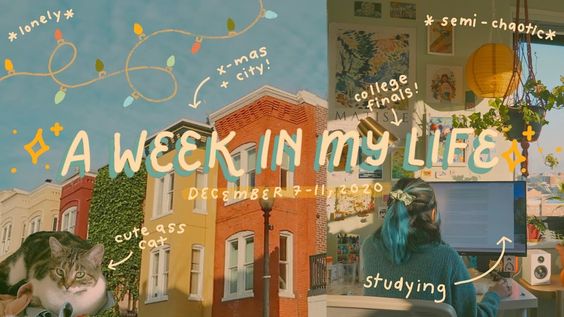 *lonely*
*semi-chaotic*
x-mas
+ city!
college
finals!
MATISSE
A WEEK IN MY LIFE
DECEMBER 7-11, 2020
cute ass
cat
studying